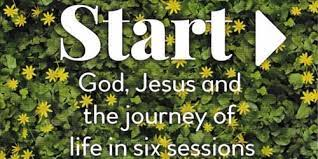 Start
God, Jesus and
the journey of
life in six sessions